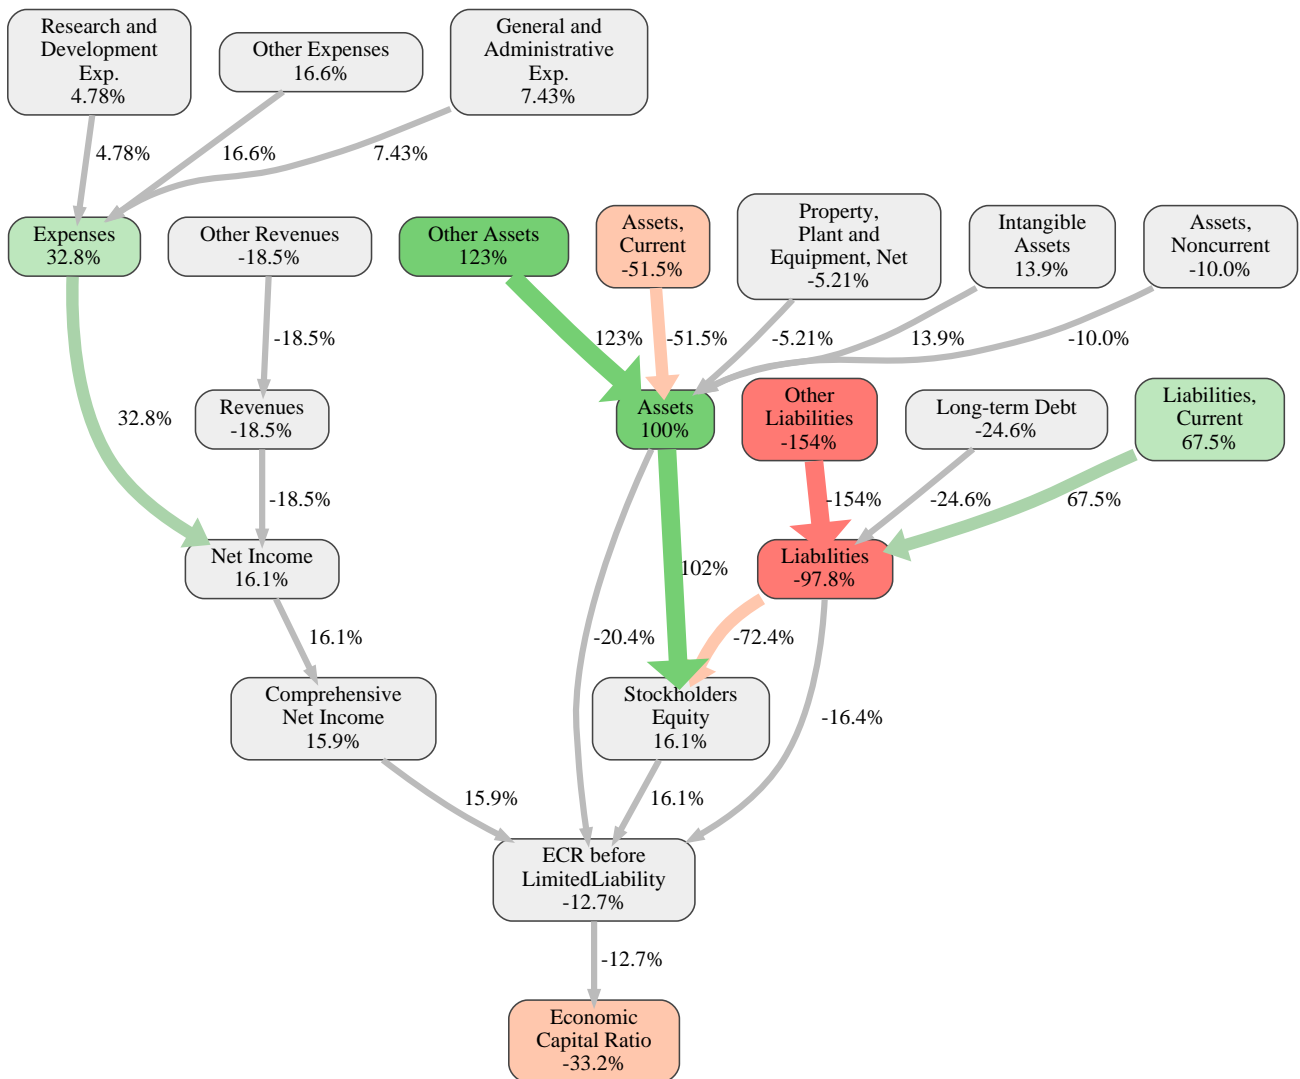 Research and
Development
Exp.
4.78%
Other Expenses
16.6%
General and
Administrative
Exp.
7.43%
4.78%
16.6%
7.43%
Expenses
32.8%
Other Revenues
-18.5%
Other Assets
123%
Assets,
Current
-51.5%
Property,
Plant and
Equipment, Net
-5.21%
Intangible
Assets
13.9%
Assets,
Noncurrent
-10.0%
-18.5%
123%
-51.5%
-5.21%
13.9%
-10.0%
32.8%
Revenues
-18.5%
Assets
100%
Other
Liabilities
-154%
Long-term Debt
-24.6%
Liabilities,
Current
67.5%
-18.5%
-154%
-24.6%
67.5%
Net Income
16.1%
102%
Liabilities
-97.8%
16.1%
-20.4%
-72.4%
Comprehensive
Net Income
15.9%
Stockholders
Equity
16.1%
-16.4%
15.9%
16.1%
ECR before
LimitedLiability
-12.7%
-12.7%
Economic
Capital Ratio
-33.2%